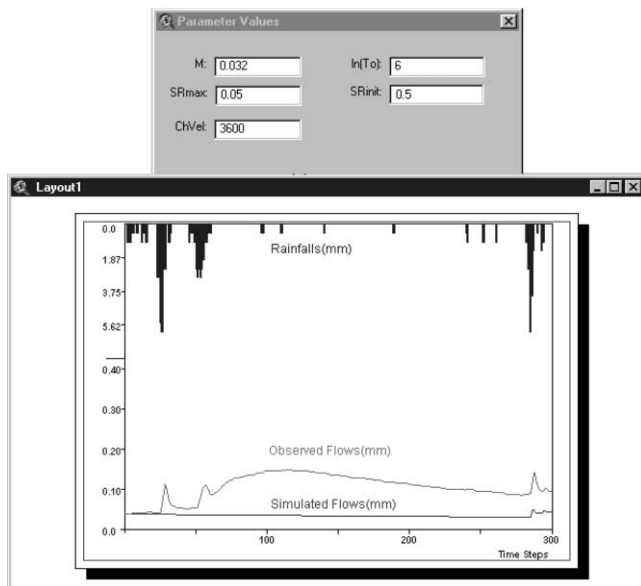 Parameter Values
M: 0.032 ln(To): 6
SRmax: 0.05 SRinit: 0.5
ChVel: 3600
Layout1
0.0
Rainfalls(mm)
1.87
3.75
5.62
0.40
0.30
0.20
Observed Flows(mm)
0.10
Simulated Flows(mm)
0.0
100 200 300
Time Steps